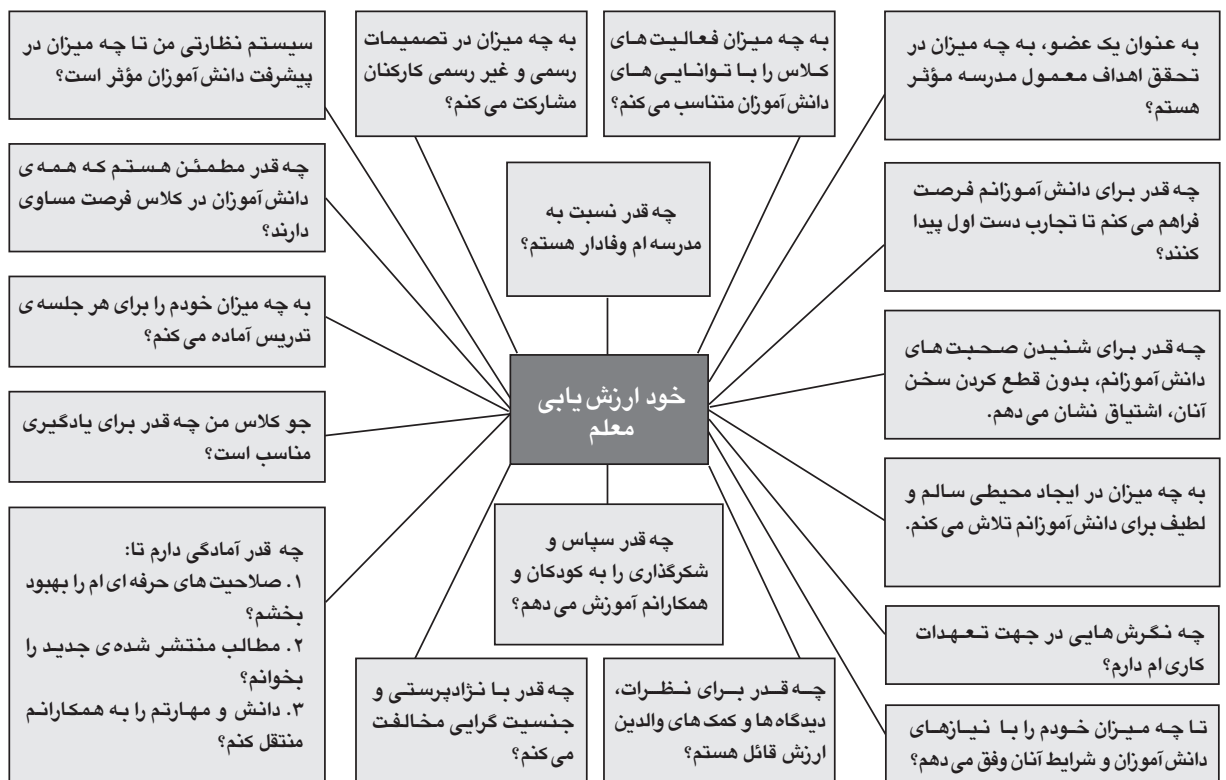 به عنوان یک عضو، به چه میزان در
تحقق اهداف معمول مدرسه مؤثر
هستم؟
به چه میزان فعالیت های
کلاس را با توانایی های
دانش آموزان متناسب می کنم؟
به چه میزان در تصمیمات
رسمی و غیر رسمی کارکنان
مشارکت می کنم؟
سیستم نظارتی من تا چه میزان در
پیشرفت دانش آموزان مؤثر است؟
چه قدر برای دانش آموزانم فرصت
فراهم می کنم تا تجارب دست اول پیدا
کنند؟
چه قدر نسبت به
مدرسه ام وفادار هستم؟
چه قدر مطمئن هستم که همه ی
دانش آموزان در کلاس فرصت مساوی
دارند؟
چه قدر برای شنیدن صحبت های
دانش آموزانم، بدون قطع کردن سخن
آنان، اشتیاق نشان می دهم.
خود ارزش یابی
معلم
به چه میزان خودم را برای هر جلسه ی
تدریس آماده می کنم؟
جو کلاس من چه قدر برای یادگیری
مناسب است؟
به چه میزان در ایجاد محیطی سالم و
لطیف برای دانش آموزانم تلاش می کنم.
چه قدر سپاس و
شکرگذاری را به کودکان و
همکارانم آموزش می دهم؟
چه قدر آمادگی دارم تا:
۱. صلاحیت های حرفه ای ام را بهبود
بخشم؟
۲. مطالب منتشر شده ی جدید را
بخوانم؟
۳. دانش و مهارتم را به همکارانم
منتقل کنم؟
چه نگرش هایی در جهت تعهدات
کاری ام دارم؟
تا چه میزان خودم را با نیازهای
دانش آموزان و شرایط آنان وفق می دهم؟
چه قدر برای نظرات،
دیدگاه ها و کمک های والدین
ارزش قائل هستم؟
چه قدر با نژادپرستی و
جنسیت گرایی مخالفت
می کنم؟